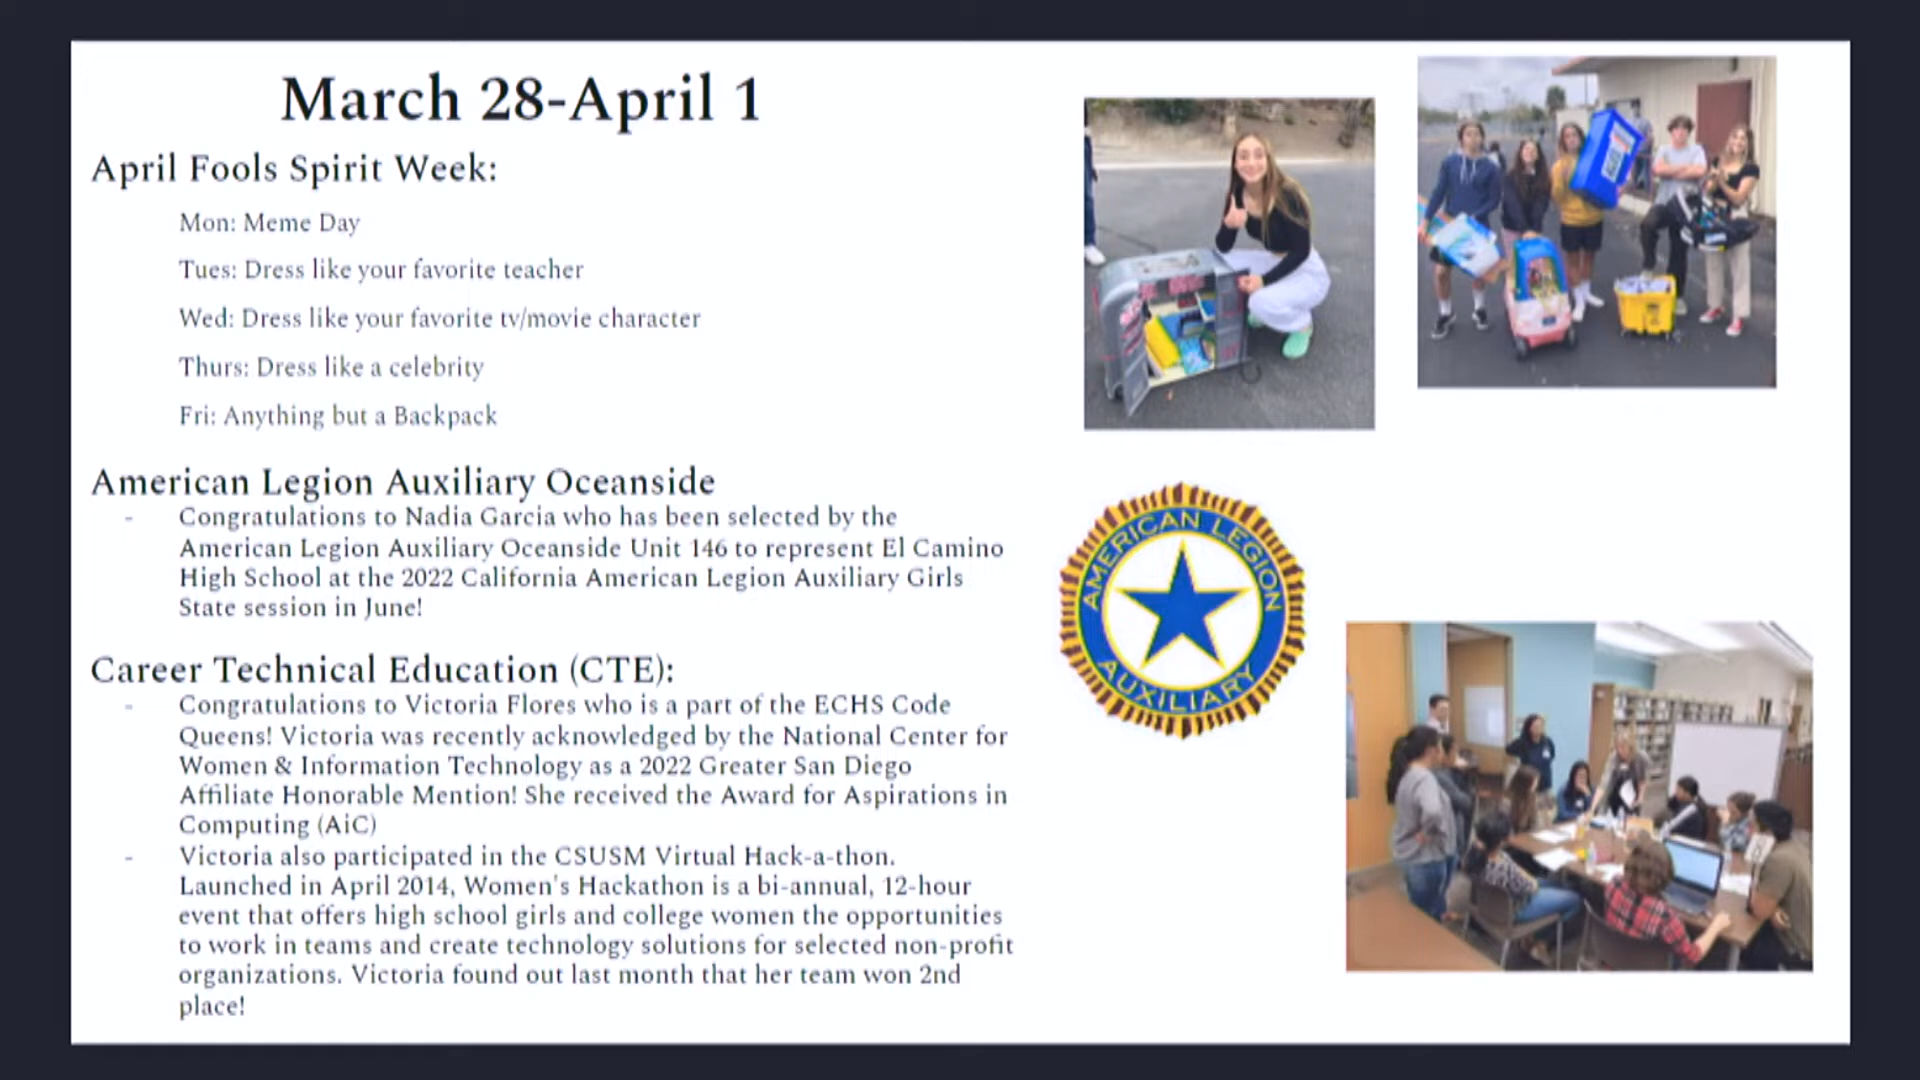 March 28-April 1
April Fools Spirit Week:
Mon: Meme Day
Tues: Dress like your favorite teacher
Wed: Dress like your favorite tv/movie character
Thurs: Dress like a celebrity
Fri: Anything but a Backpack
American Legion Auxiliary Oceanside
- Congratulations to Nadia Garcia who has been selected by the
American Legion Auxiliary Oceanside Unit 146 to represent El Camino
High School at the 2022 California American Legion Auxiliary Girls
State session in June!
Career Technical Education (CTE):
- Congratulations to Victoria Flores who is a part of the ECHS Code
Queens! Victoria was recently acknowledged by the National Center for
Women & Information Technology as a 2022 Greater San Diego
Affiliate Honorable Mention! She received the Award for Aspirations in
Computing (AiC)
- Victoria also participated in the CSUSM Virtual Hack-a-thon.
Launched in April 2014, Women's Hackathon is a bi-annual, 12-hour
event that offers high school girls and college women the opportunities
to work in teams and create technology solutions for selected non-profit
organizations. Victoria found out last month that her team won 2nd
place!
AMERICAN LEGION
AUXILIARY